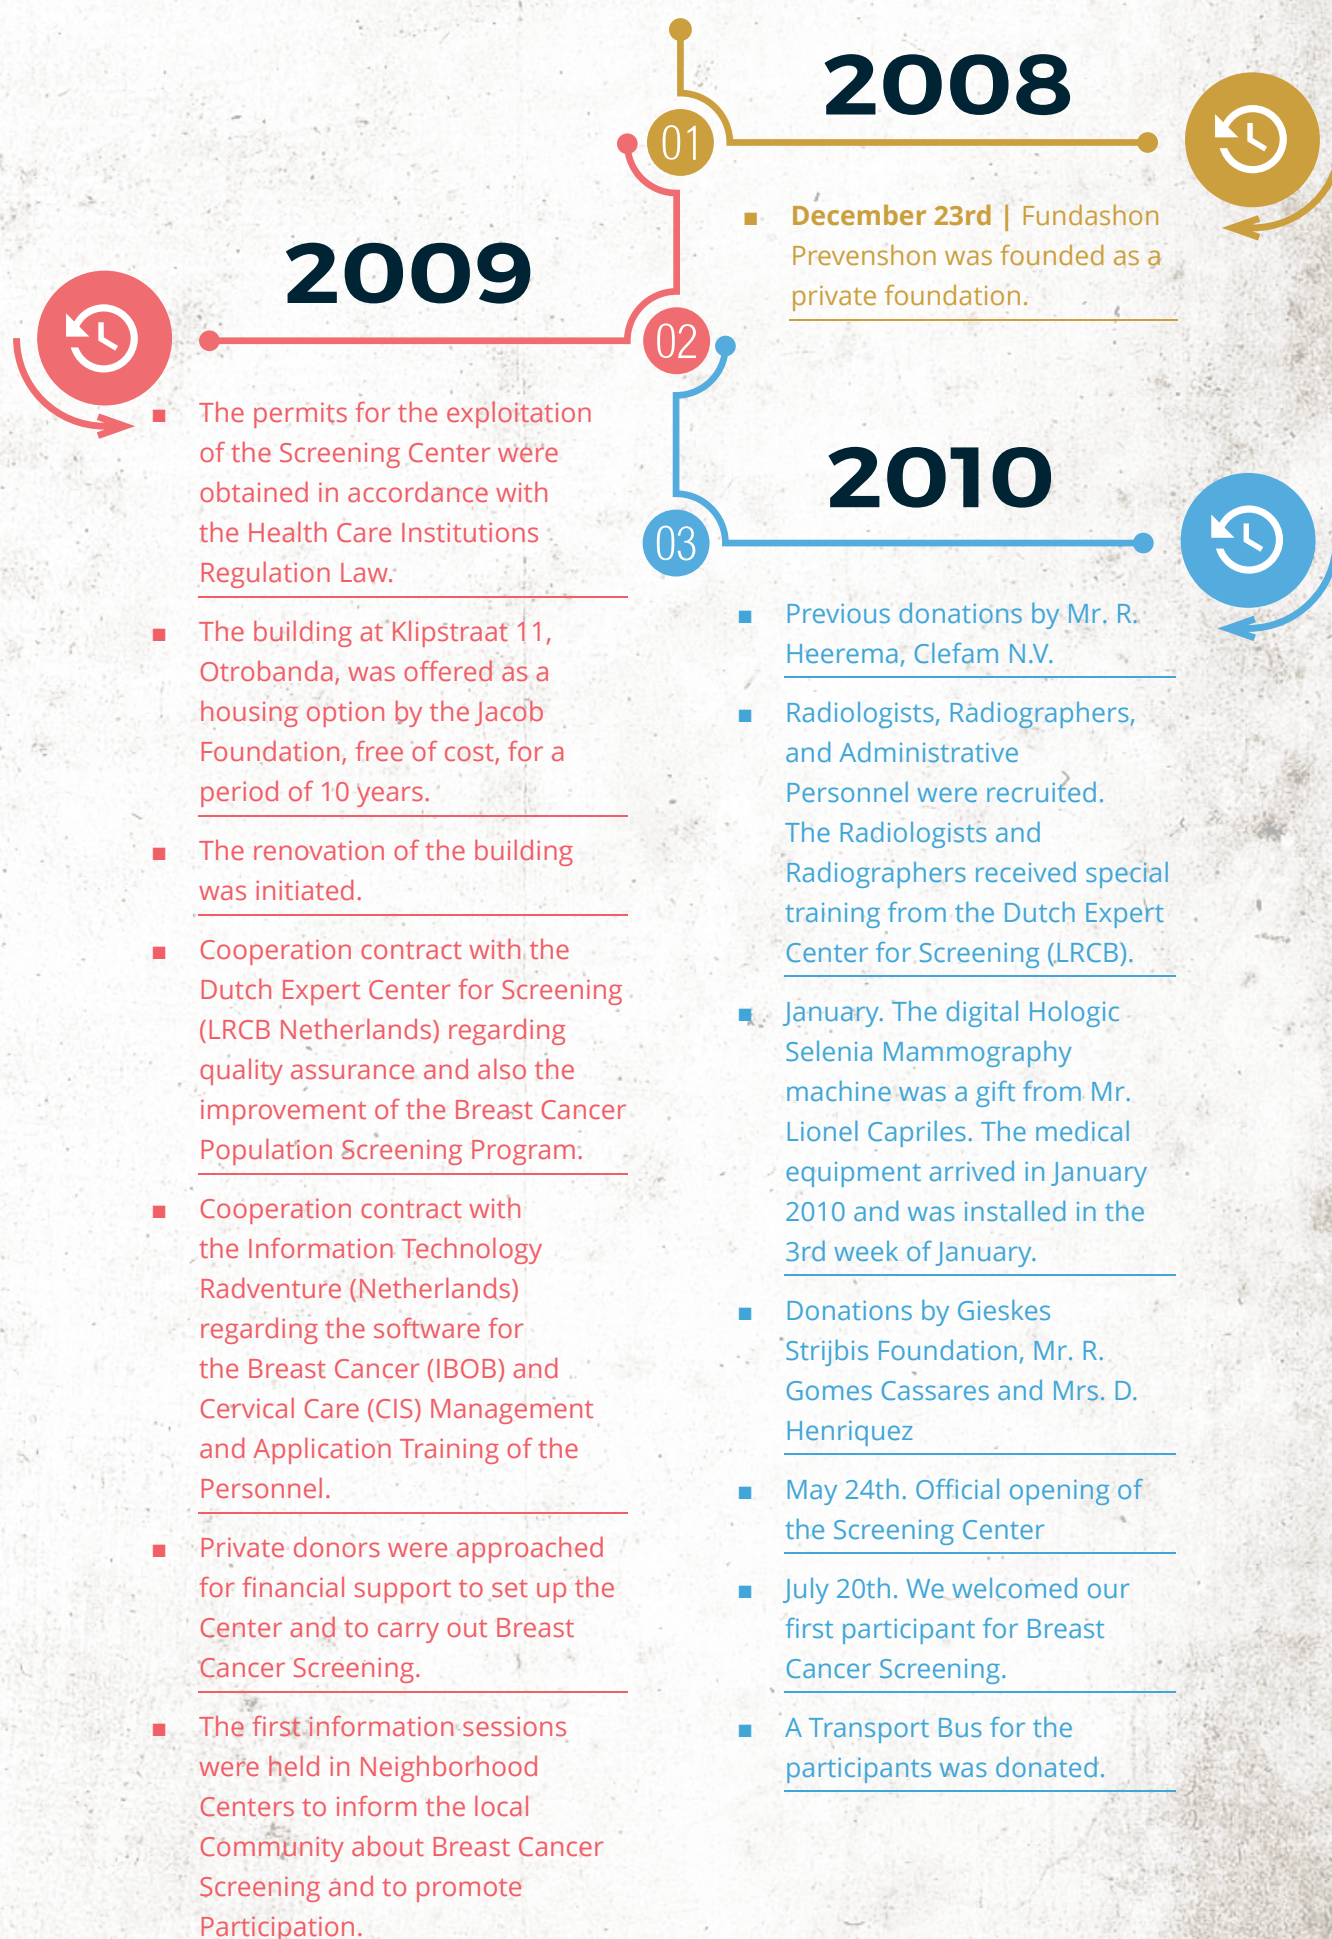 2008
01
■ December 23rd | Fundashon
Prevenshon was founded as a
private foundation.
2009
02
■ The permits for the exploitation
of the Screening Center were
obtained in accordance with
the Health Care Institutions
Regulation Law.
■ The building at Klipstraat 11,
Otrobanda, was offered as a
housing option by the Jacob
Foundation, free of cost, for a
period of 10 years.
■ The renovation of the building
was initiated.
■ Cooperation contract with the
Dutch Expert Center for Screening
(LRCB Netherlands) regarding
quality assurance and also the
improvement of the Breast Cancer
Population Screening Program.
■ Cooperation contract with
the Information Technology
Radventure (Netherlands)
regarding the software for
the Breast Cancer (IBOB) and
Cervical Care (CIS) Management
and Application Training of the
Personnel.
■ Private donors were approached
for financial support to set up the
Center and to carry out Breast
Cancer Screening.
■ The first information sessions
were held in Neighborhood
Centers to inform the local
Community about Breast Cancer
Screening and to promote
Participation.
2010
03
■ Previous donations by Mr. R.
Heerema, Clefam N.V.
■ Radiologists, Radiographers,
and Administrative
Personnel were recruited.
The Radiologists and
Radiographers received special
training from the Dutch Expert
Center for Screening (LRCB).
■ January. The digital Hologic
Selenia Mammography
machine was a gift from Mr.
Lionel Capriles. The medical
equipment arrived in January
2010 and was installed in the
3rd week of January.
■ Donations by Gieskes
Strijbis Foundation, Mr. R.
Gomes Cassares and Mrs. D.
Henriquez
■ May 24th. Official opening of
the Screening Center
■ July 20th. We welcomed our
first participant for Breast
Cancer Screening.
■ A Transport Bus for the
participants was donated.